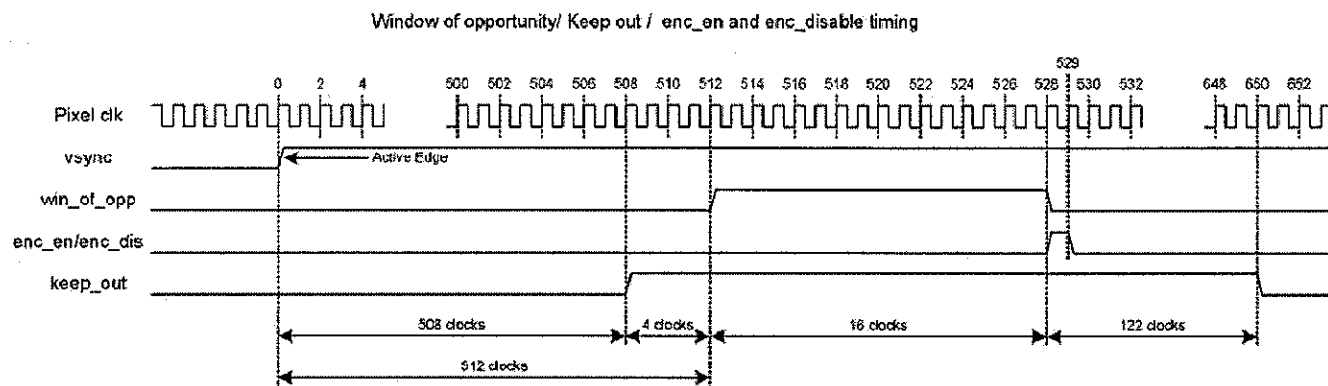 Window of opportunity/ Keep out / enc_en and enc_disable timing
529
0 2 4 500 502 504 506 508 510 512 514 516 518 520 522 524 526 528 530 532 648 650 652
Pixel clk
vsync
Active Edge
win_of_opp
enc_en/enc_dis
keep_out
508 clocks 4 clocks 16 clocks 122 clocks
512 clocks